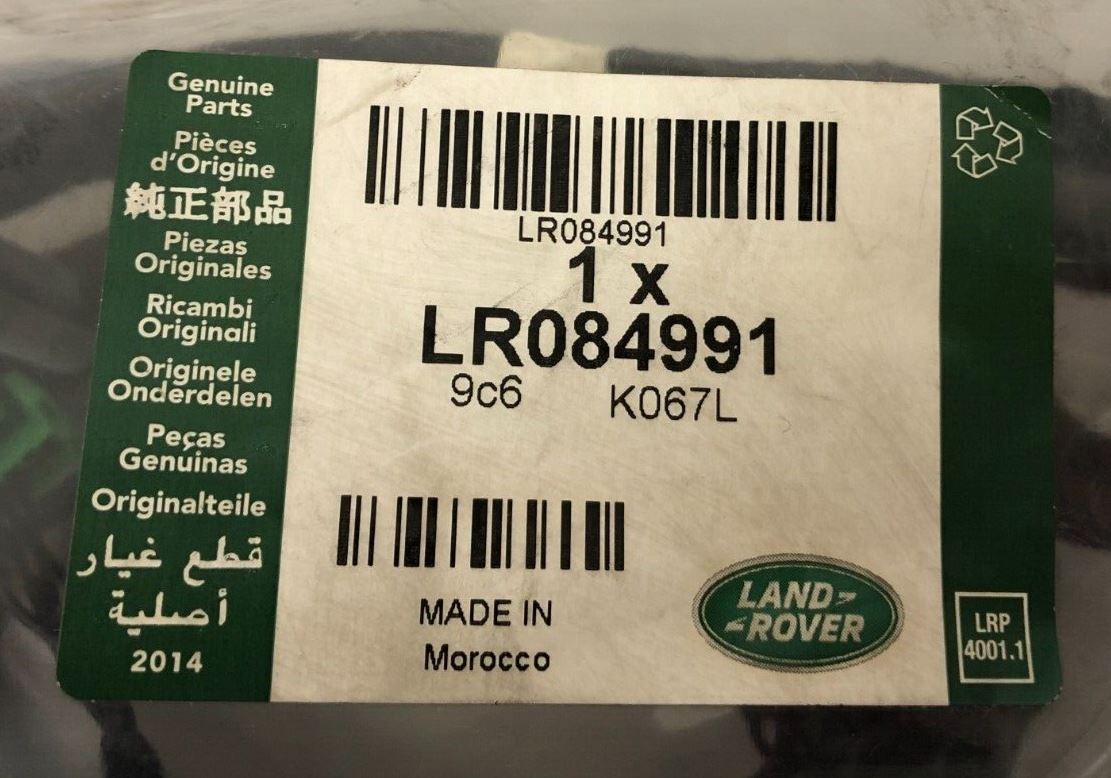 Genuine
Parts
Pièces
d'Origine
純正部品
Piezas
Originales
Ricambi
Originali
Originele
Onderdelen
Peças
Genuinas
Originalteile
قطع غيار
أصلية
2014
LR084991
1 x
LR084991
9c6 K067L
MADE IN
Morocco
LAND
ROVER
LRP
4001.1